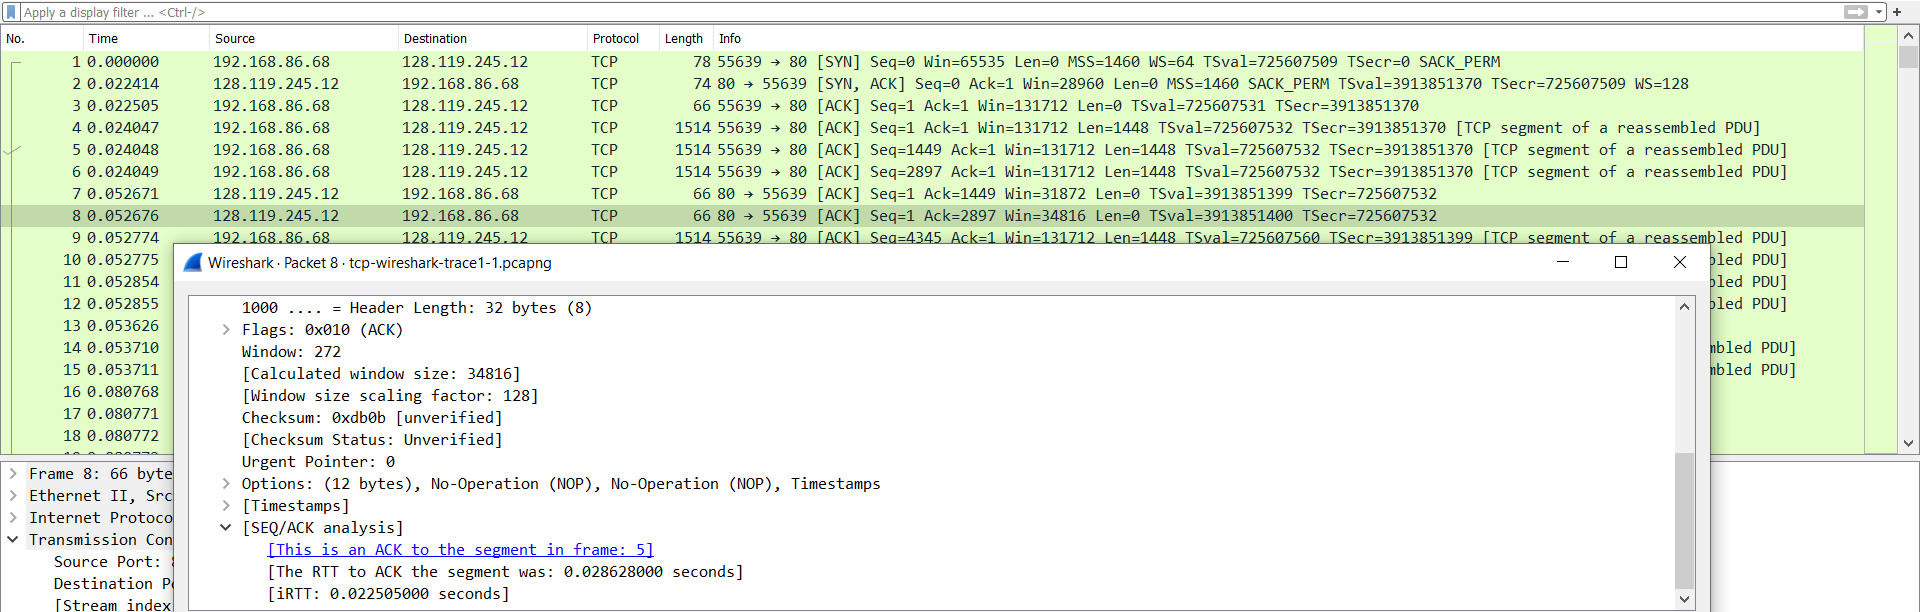 Apply a display filter ... <Ctrl-/>
No. Time Source Destination Protocol Length Info
1 0.000000 192.168.86.68 128.119.245.12 TCP 78 55639 → 80 [SYN] Seq=0 Win=65535 Len=0 MSS=1460 WS=64 TSval=725607509 TSecr=0 SACK_PERM
2 0.022414 128.119.245.12 192.168.86.68 TCP 74 80 → 55639 [SYN, ACK] Seq=0 Ack=1 Win=28960 Len=0 MSS=1460 SACK_PERM TSval=3913851370 TSecr=725607509 WS=128
3 0.022505 192.168.86.68 128.119.245.12 TCP 66 55639 → 80 [ACK] Seq=1 Ack=1 Win=131712 Len=0 TSval=725607531 TSecr=3913851370
4 0.024047 192.168.86.68 128.119.245.12 TCP 1514 55639 → 80 [ACK] Seq=1 Ack=1 Win=131712 Len=1448 TSval=725607532 TSecr=3913851370 [TCP segment of a reassembled PDU]
5 0.024048 192.168.86.68 128.119.245.12 TCP 1514 55639 → 80 [ACK] Seq=1449 Ack=1 Win=131712 Len=1448 TSval=725607532 TSecr=3913851370 [TCP segment of a reassembled PDU]
6 0.024049 192.168.86.68 128.119.245.12 TCP 1514 55639 → 80 [ACK] Seq=2897 Ack=1 Win=131712 Len=1448 TSval=725607532 TSecr=3913851370 [TCP segment of a reassembled PDU]
7 0.052671 128.119.245.12 192.168.86.68 TCP 66 80 → 55639 [ACK] Seq=1 Ack=1449 Win=31872 Len=0 TSval=3913851399 TSecr=725607532
8 0.052676 128.119.245.12 192.168.86.68 TCP 66 80 → 55639 [ACK] Seq=1 Ack=2897 Win=34816 Len=0 TSval=3913851400 TSecr=725607532
9 0.052774 192.168.86.68 128.119.245.12 TCP 1514 55639 → 80 [ACK] Seq=4345 Ack=1 Win=131712 Len=1448 TSval=725607560 TSecr=3913851399 [TCP segment of a reassembled PDU]
10 0.052775 PDU]
11 0.052854 PDU]
12 0.052855 PDU]
13 0.053626
14 0.053710 PDU]
15 0.053711 PDU]
16 0.080768
17 0.080771
18 0.080772
Wireshark · Packet 8 · tcp-wireshark-trace1-1.pcapng
1000 .... = Header Length: 32 bytes (8)
Flags: 0x010 (ACK)
Window: 272
[Calculated window size: 34816]
[Window size scaling factor: 128]
Checksum: 0xdb0b [unverified]
[Checksum Status: Unverified]
Urgent Pointer: 0
Options: (12 bytes), No-Operation (NOP), No-Operation (NOP), Timestamps
[Timestamps]
[SEQ/ACK analysis]
[This is an ACK to the segment in frame: 5]
[The RTT to ACK the segment was: 0.028628000 seconds]
[iRTT: 0.022505000 seconds]
Frame 8: 66 byte
Ethernet II, Src
Internet Protoco
Transmission Con
Source Port:
Destination P
[Stream index